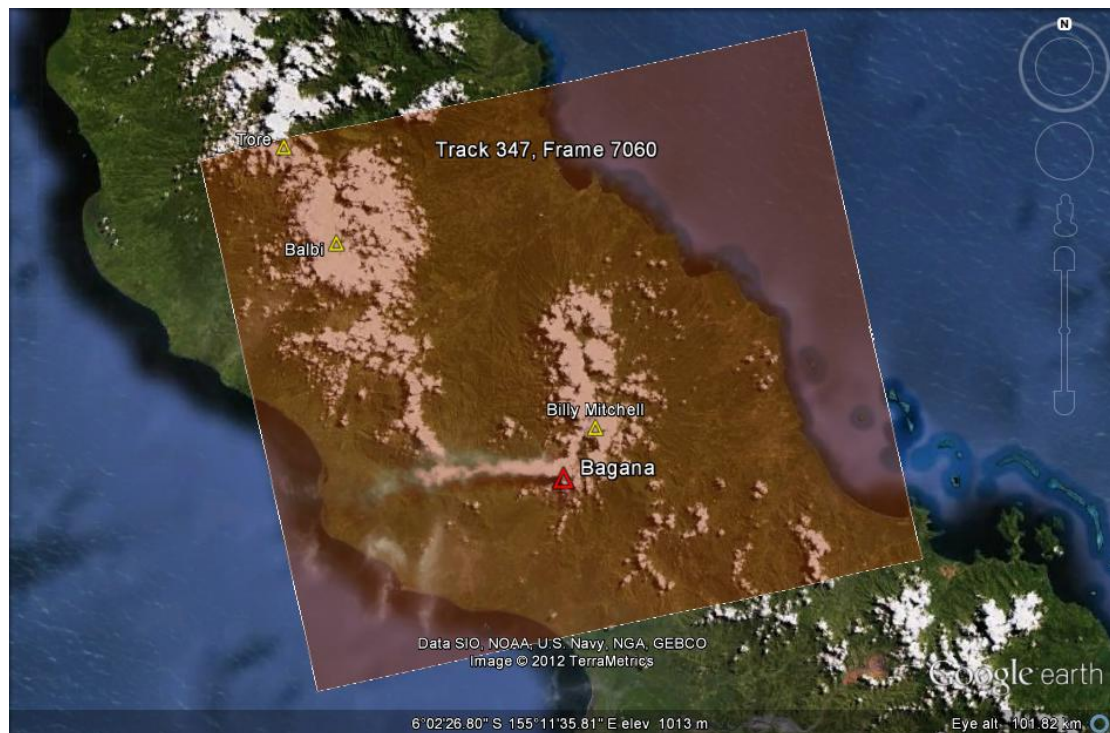 N
Tore
Track 347, Frame 7060
Balbi
Billy Mitchell
Bagana
Data SIO, NOAA, U.S. Navy, NGA, GEBCO
Image © 2012 TerraMetrics
Google earth
6°02'26.80" S 155°11'35.81" E elev 1013 m
Eye alt 101.82 km